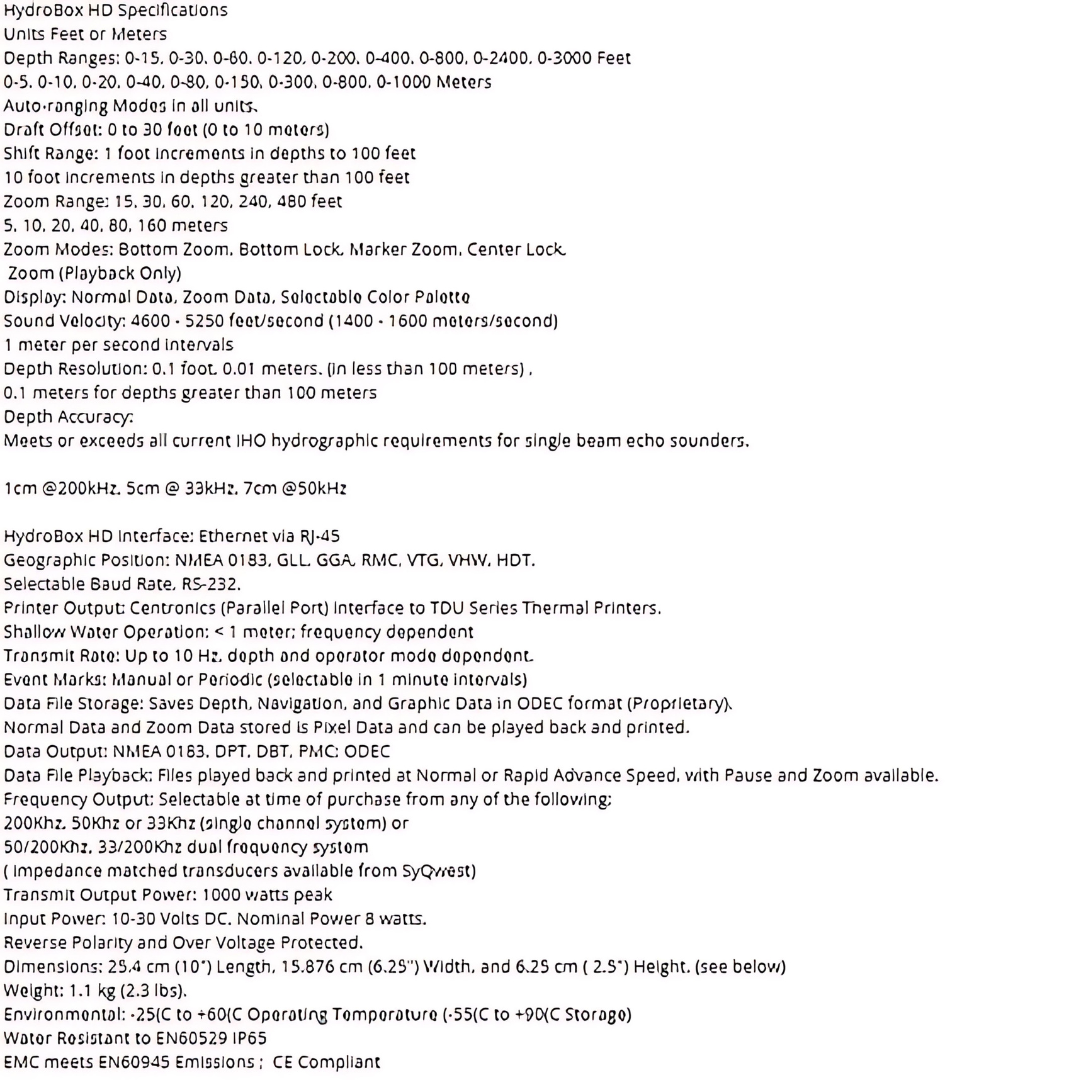 HydroBox HD Specifications
Units Feet or Meters
Depth Ranges: 0-15, 0-30, 0-60, 0-120, 0-200, 0-400, 0-800, 0-2400, 0-3000 Feet
0-5, 0-10, 0-20, 0-40, 0-80, 0-150, 0-300, 0-800, 0-1000 Meters
Auto-ranging Modes in all units.
Draft Offset: 0 to 30 feet (0 to 10 meters)
Shift Range: 1 foot increments in depths to 100 feet
10 foot increments in depths greater than 100 feet
Zoom Range: 15, 30, 60, 120, 240, 480 feet
5, 10, 20, 40, 80, 160 meters
Zoom Modes: Bottom Zoom, Bottom Lock, Marker Zoom, Center Lock
Zoom (Playback Only)
Display: Normal Data, Zoom Data, Selectable Color Palette
Sound Velocity: 4600 - 5250 feet/second (1400 - 1600 meters/second)
1 meter per second intervals
Depth Resolution: 0.1 foot, 0.01 meters. (in less than 100 meters) ,
0.1 meters for depths greater than 100 meters
Depth Accuracy:
Meets or exceeds all current IHO hydrographic requirements for single beam echo sounders.
1cm @200kHz, 5cm @ 33kHz, 7cm @50kHz
HydroBox HD Interface: Ethernet via RJ-45
Geographic Position: NMEA 0183, GLL, GGA, RMC, VTG, VHW, HDT.
Selectable Baud Rate, RS-232.
Printer Output: Centronics (Parallel Port) interface to TDU Series Thermal Printers.
Shallow Water Operation: < 1 meter; frequency dependent
Transmit Rate: Up to 10 Hz, depth and operator mode dependent.
Event Marks: Manual or Periodic (selectable in 1 minute intervals)
Data File Storage: Saves Depth, Navigation, and Graphic Data in ODEC format (Proprietary).
Normal Data and Zoom Data stored is Pixel Data and can be played back and printed.
Data Output: NMEA 0183, DPT, DBT, PMC; ODEC
Data File Playback: Files played back and printed at Normal or Rapid Advance Speed, with Pause and Zoom available.
Frequency Output: Selectable at time of purchase from any of the following:
200Khz, 50Khz or 33Khz (single channel system) or
50/200Khz, 33/200Khz dual frequency system
( Impedance matched transducers available from SyQwest)
Transmit Output Power: 1000 watts peak
Input Power: 10-30 Volts DC. Nominal Power 8 watts.
Reverse Polarity and Over Voltage Protected.
Dimensions: 25.4 cm (10") Length, 15.876 cm (6.25") Width, and 6.25 cm ( 2.5") Height. (see below)
Weight: 1.1 kg (2.3 lbs).
Environmental: -25(C to +60(C Operating Temperature (-55(C to +90(C Storage)
Water Resistant to EN60529 IP65
EMC meets EN60945 Emissions ; CE Compliant